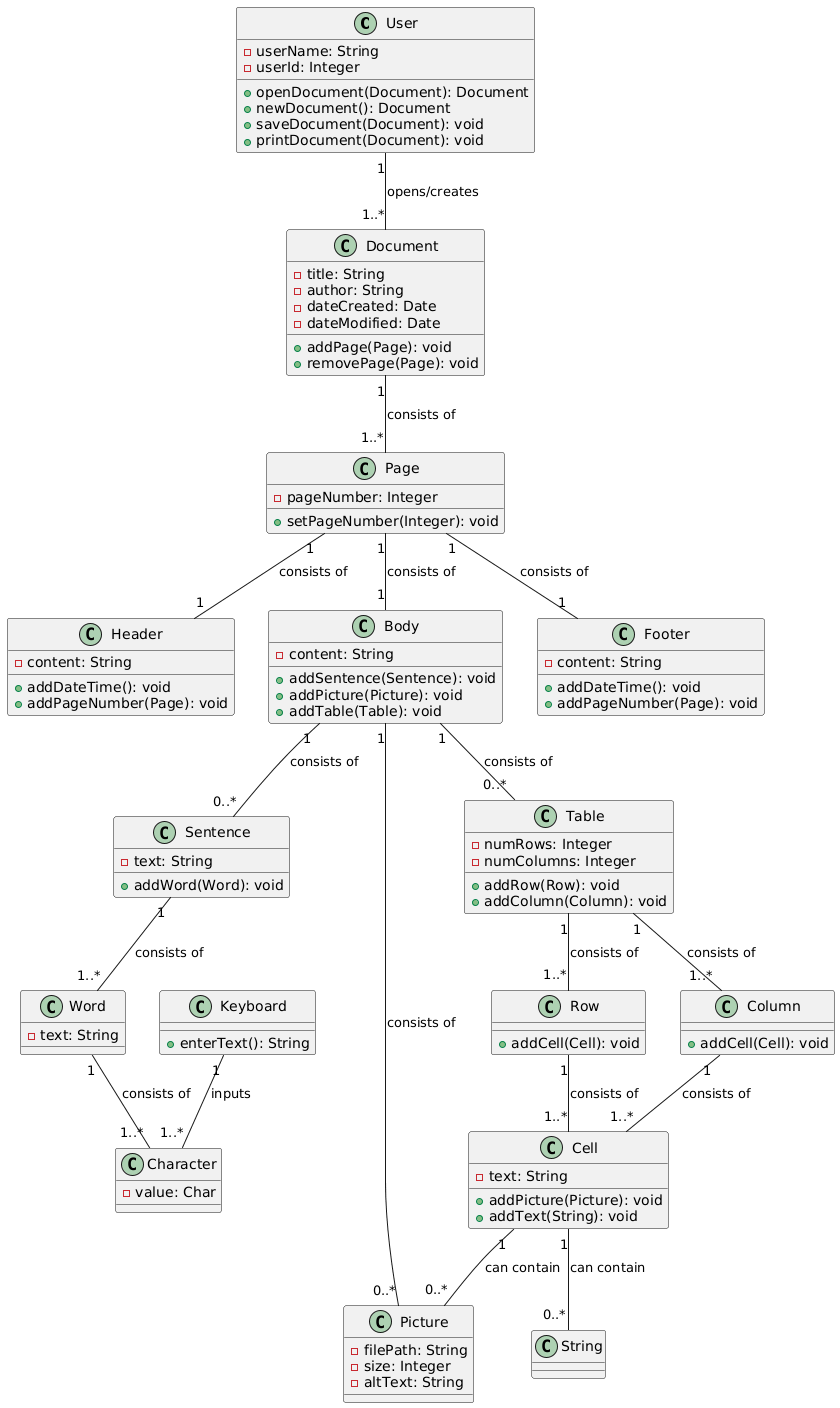 C User
userName: String
userId: Integer
openDocument(Document): Document
newDocument(): Document
saveDocument(Document): void
printDocument(Document): void
1
opens/creates
1..*
C Document
title: String
author: String
dateCreated: Date
dateModified: Date
addPage(Page): void
removePage(Page): void
1
consists of
1..*
C Page
pageNumber: Integer
setPageNumber(Integer): void
1 1 1
consists of consists of consists of
1 1 1
C Header
content: String
addDateTime(): void
addPageNumber(Page): void
C Body
content: String
addSentence(Sentence): void
addPicture(Picture): void
addTable(Table): void
C Footer
content: String
addDateTime(): void
addPageNumber(Page): void
1 1 1
consists of consists of
0..* 0..*
C Sentence
text: String
addWord(Word): void
C Table
numRows: Integer
numColumns: Integer
addRow(Row): void
addColumn(Column): void
1 1 1
consists of consists of consists of
1..* 1..* 1..*
C Word
text: String
C Keyboard
enterText(): String
consists of
C Row
addCell(Cell): void
C Column
addCell(Cell): void
1 1 1 1
consists of inputs consists of consists of
1..* 1..* 1..* 1..*
C Character
value: Char
C Cell
text: String
addPicture(Picture): void
addText(String): void
1 1
can contain can contain
0..* 0..* 0..*
C Picture
filePath: String
size: Integer
altText: String
C String